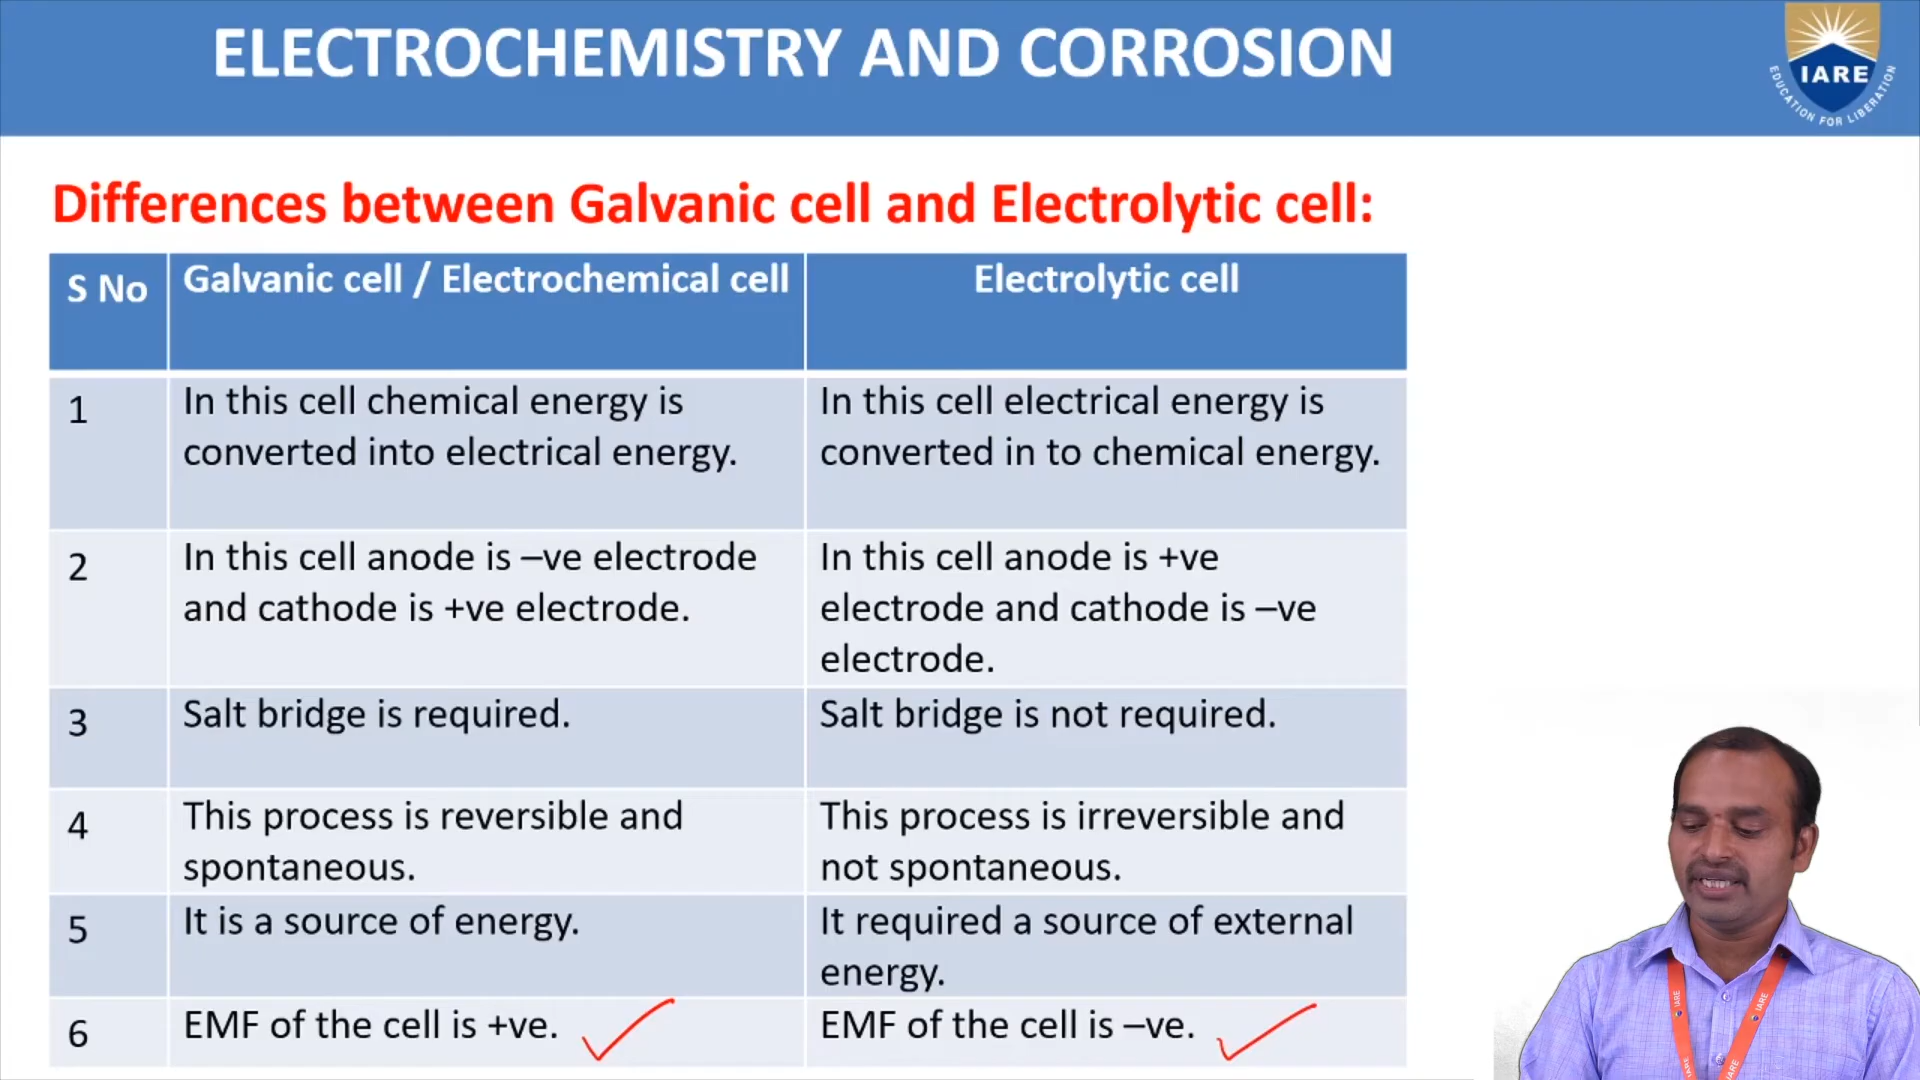 ELECTROCHEMISTRY AND CORROSION
IARE
EDUCATION FOR LIBERATION
Differences between Galvanic cell and Electrolytic cell:
S No
Galvanic cell / Electrochemical cell
Electrolytic cell
1
In this cell chemical energy is
converted into electrical energy.
In this cell electrical energy is
converted in to chemical energy.
2
In this cell anode is –ve electrode
and cathode is +ve electrode.
In this cell anode is +ve
electrode and cathode is –ve
electrode.
3
Salt bridge is required.
Salt bridge is not required.
4
This process is reversible and
spontaneous.
This process is irreversible and
not spontaneous.
5
It is a source of energy.
It required a source of external
energy.
6
EMF of the cell is +ve.
EMF of the cell is –ve.
IARE
IARE
IARE
IARE